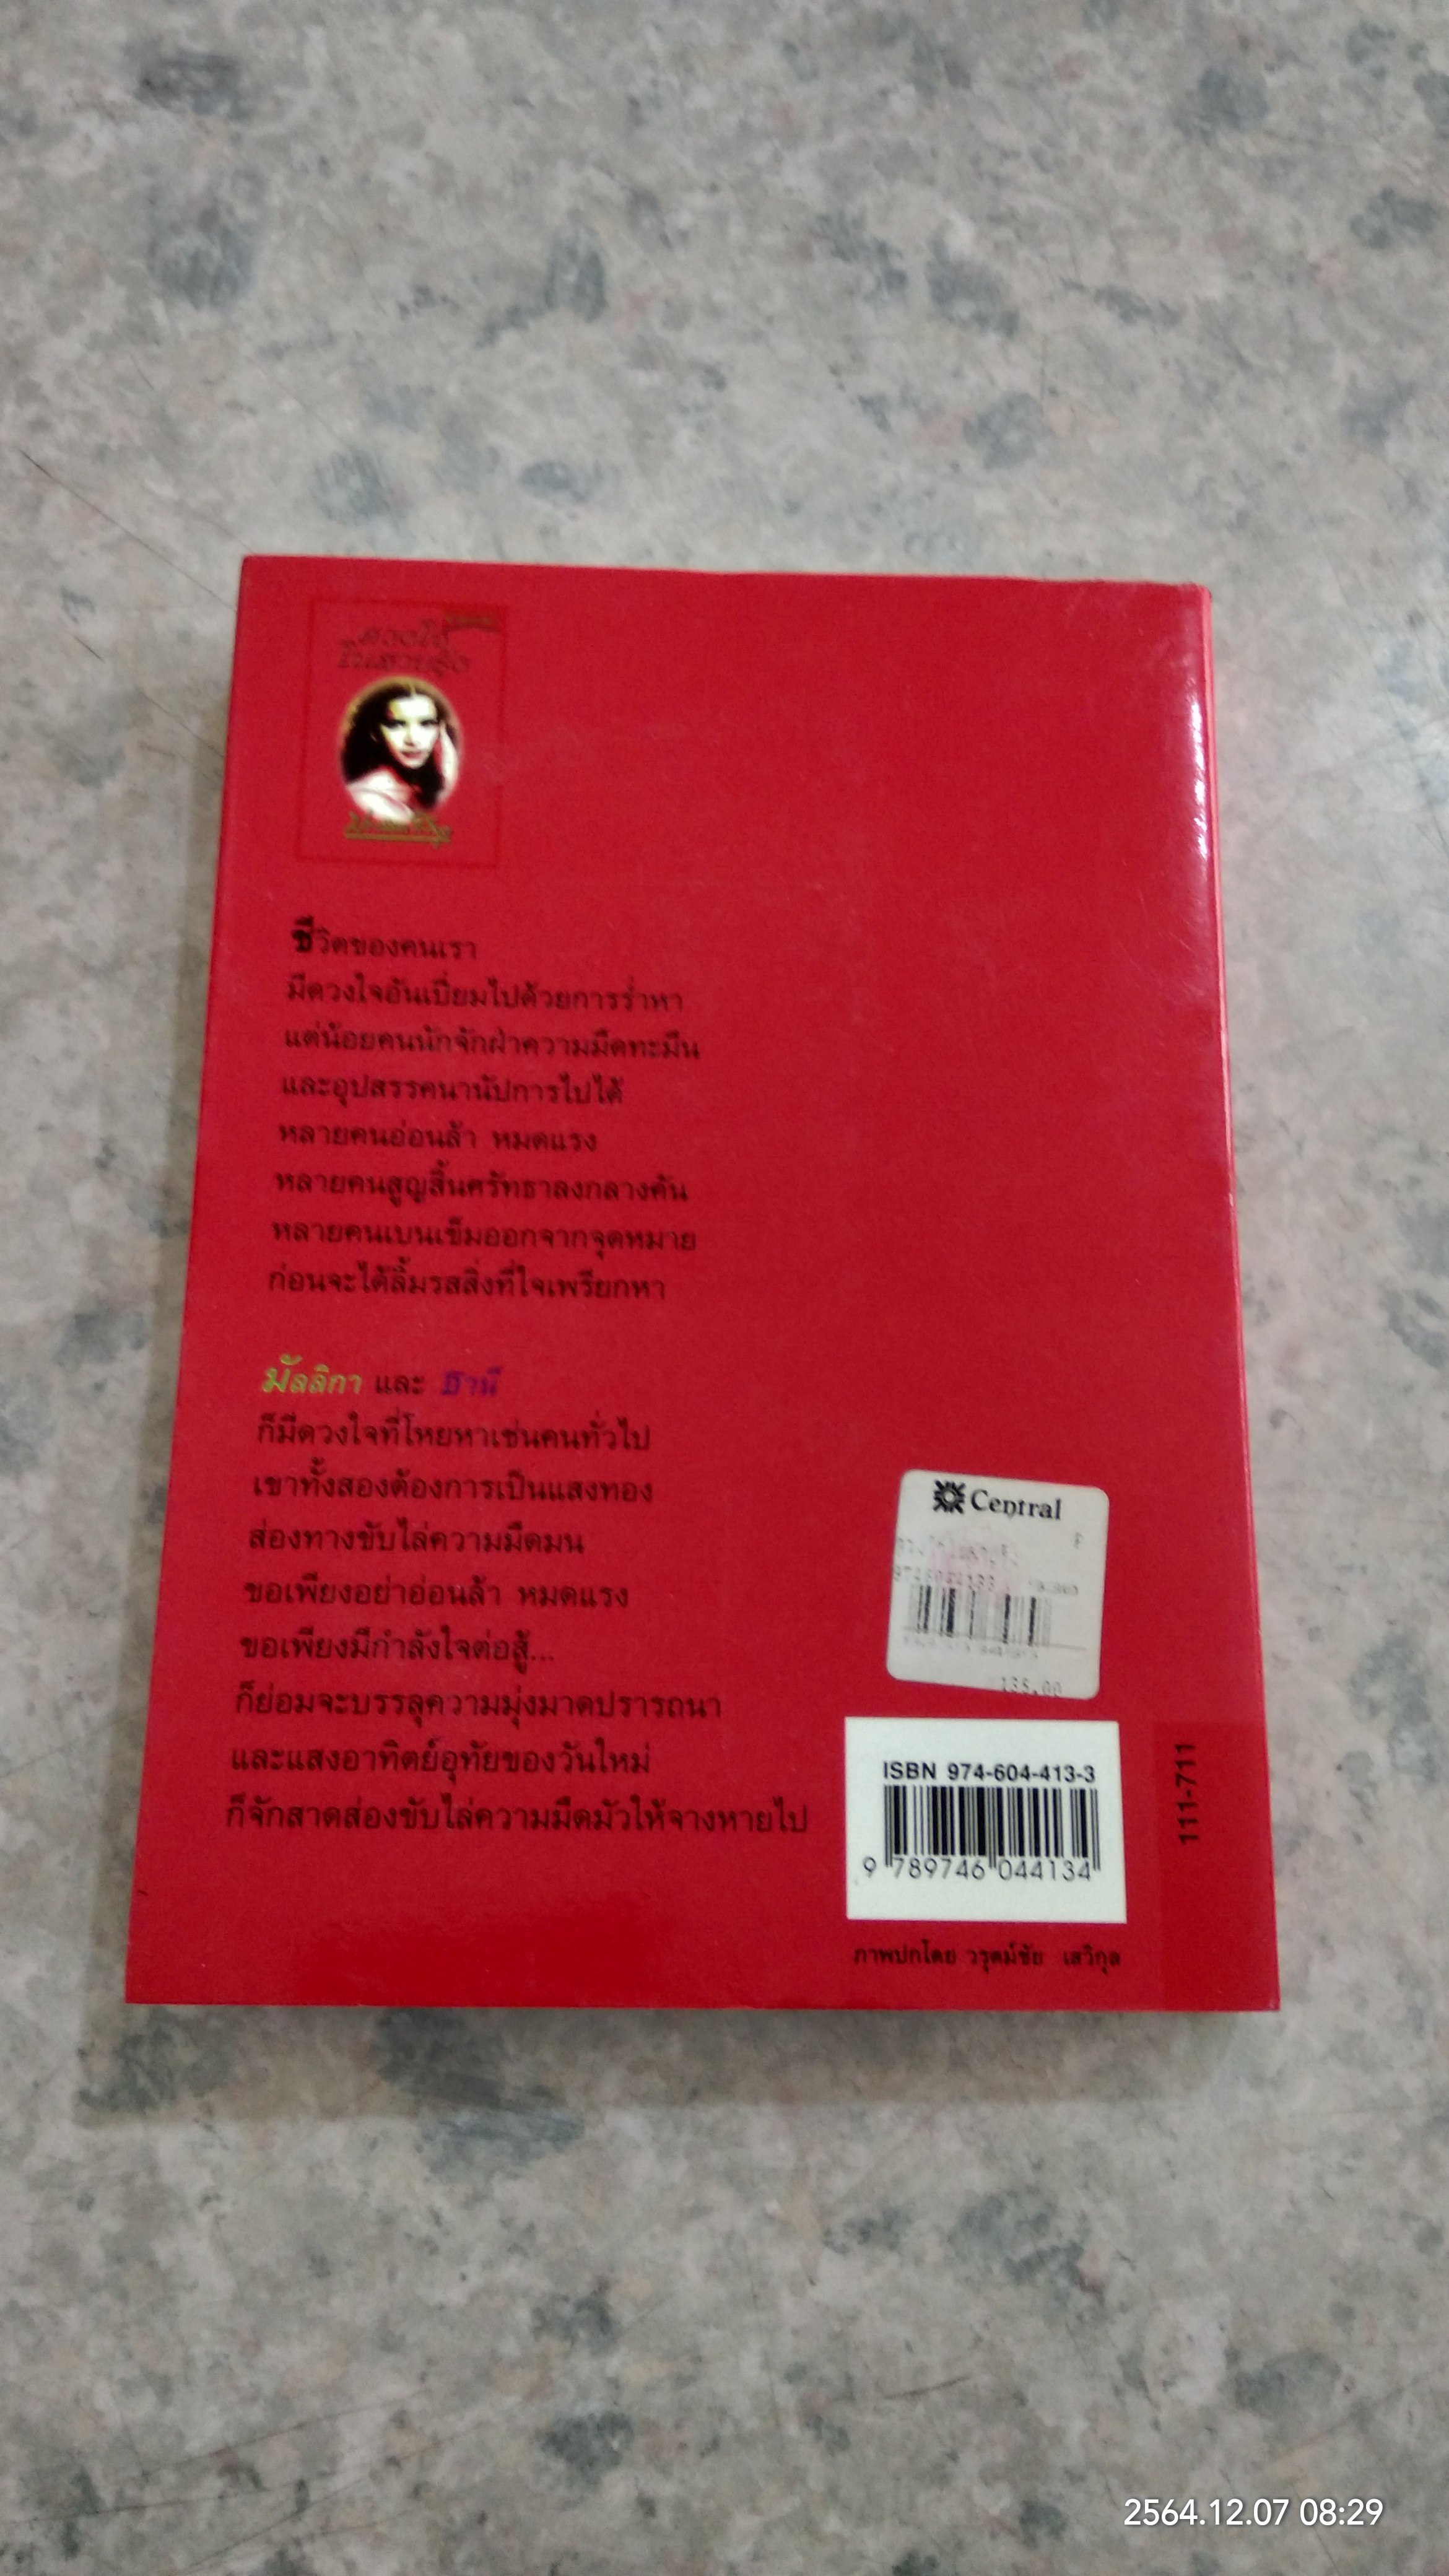 ดวงใจ
ชีวิตของคนเรา
มีดวงใจอันเปี่ยมไปด้วยการร่ำหา
แต่น้อยคนนักจักฝ่าความมืดทะมึน
และอุปสรรคนานัปการไปได้
หลายคนอ่อนล้า หมดแรง
หลายคนสูญสิ้นศรัทธาลงกลางคัน
หลายคนเบนเข็มออกจากจุดหมาย
ก่อนจะได้ลิ้มรสสิ่งที่ใจเพรียกหา
มัลลิกา และ ธานี
ก็มีดวงใจที่โหยหาเช่นคนทั่วไป
เขาทั้งสองต้องการเป็นแสงทอง
ส่องทางขับไล่ความมืดมน
ขอเพียงอย่าอ่อนล้า หมดแรง
ขอเพียงมีกำลังใจต่อสู้...
ก็ย่อมจะบรรลุความมุ่งมาดปรารถนา
และแสงอาทิตย์อุทัยของวันใหม่
ก็จักสาดส่องขับไล่ความมืดมัวให้จางหายไป
Central
135.00
ISBN 974-604-413-3
9 789746 044134
111-711
ภาพปกโดย วรุตม์ชัย เสวิกุล
2564.12.07 08:29